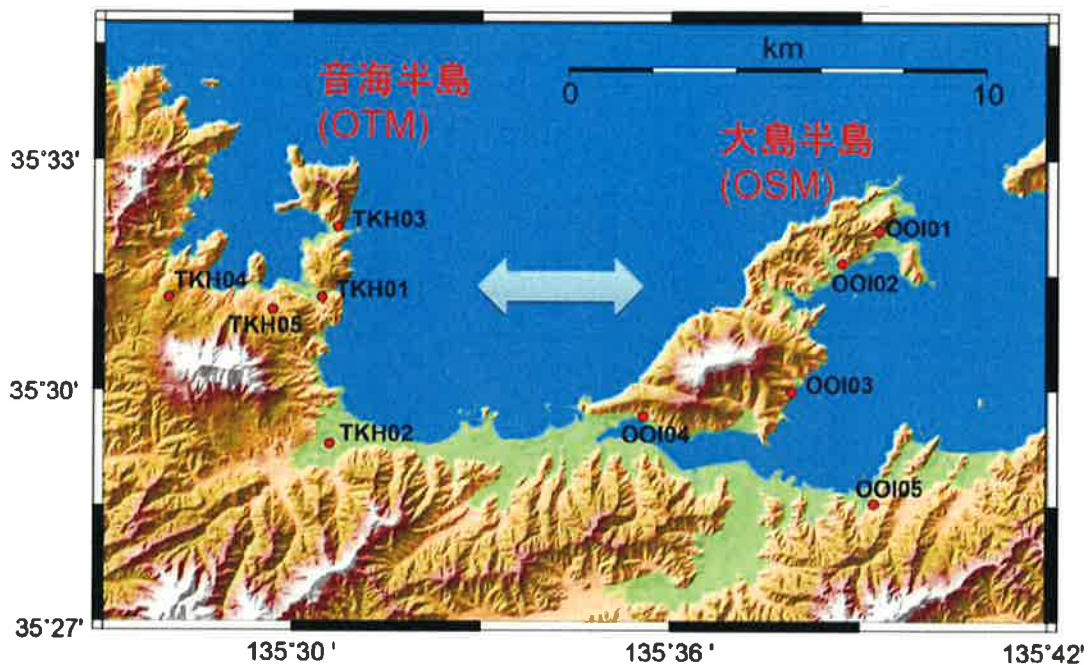 km
0 10
音海半島
(OTM)
大島半島
(OSM)
35°33'
TKH03
OOI01
OOI02
TKH04
TKH01
TKH05
35°30'
OOI03
OOI04
TKH02
OOI05
35°27'
135°30' 135°36' 135°42'